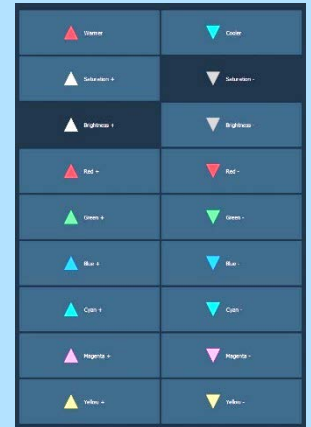 Warmer
Cooler
Saturation +
Saturation -
Brightness +
Brightness
Red +
Red -
Green +
Green -
Blue +
Blue -
Cyan +
Cyan -
Magenta +
Magenta -
Yellow +
Yellow -